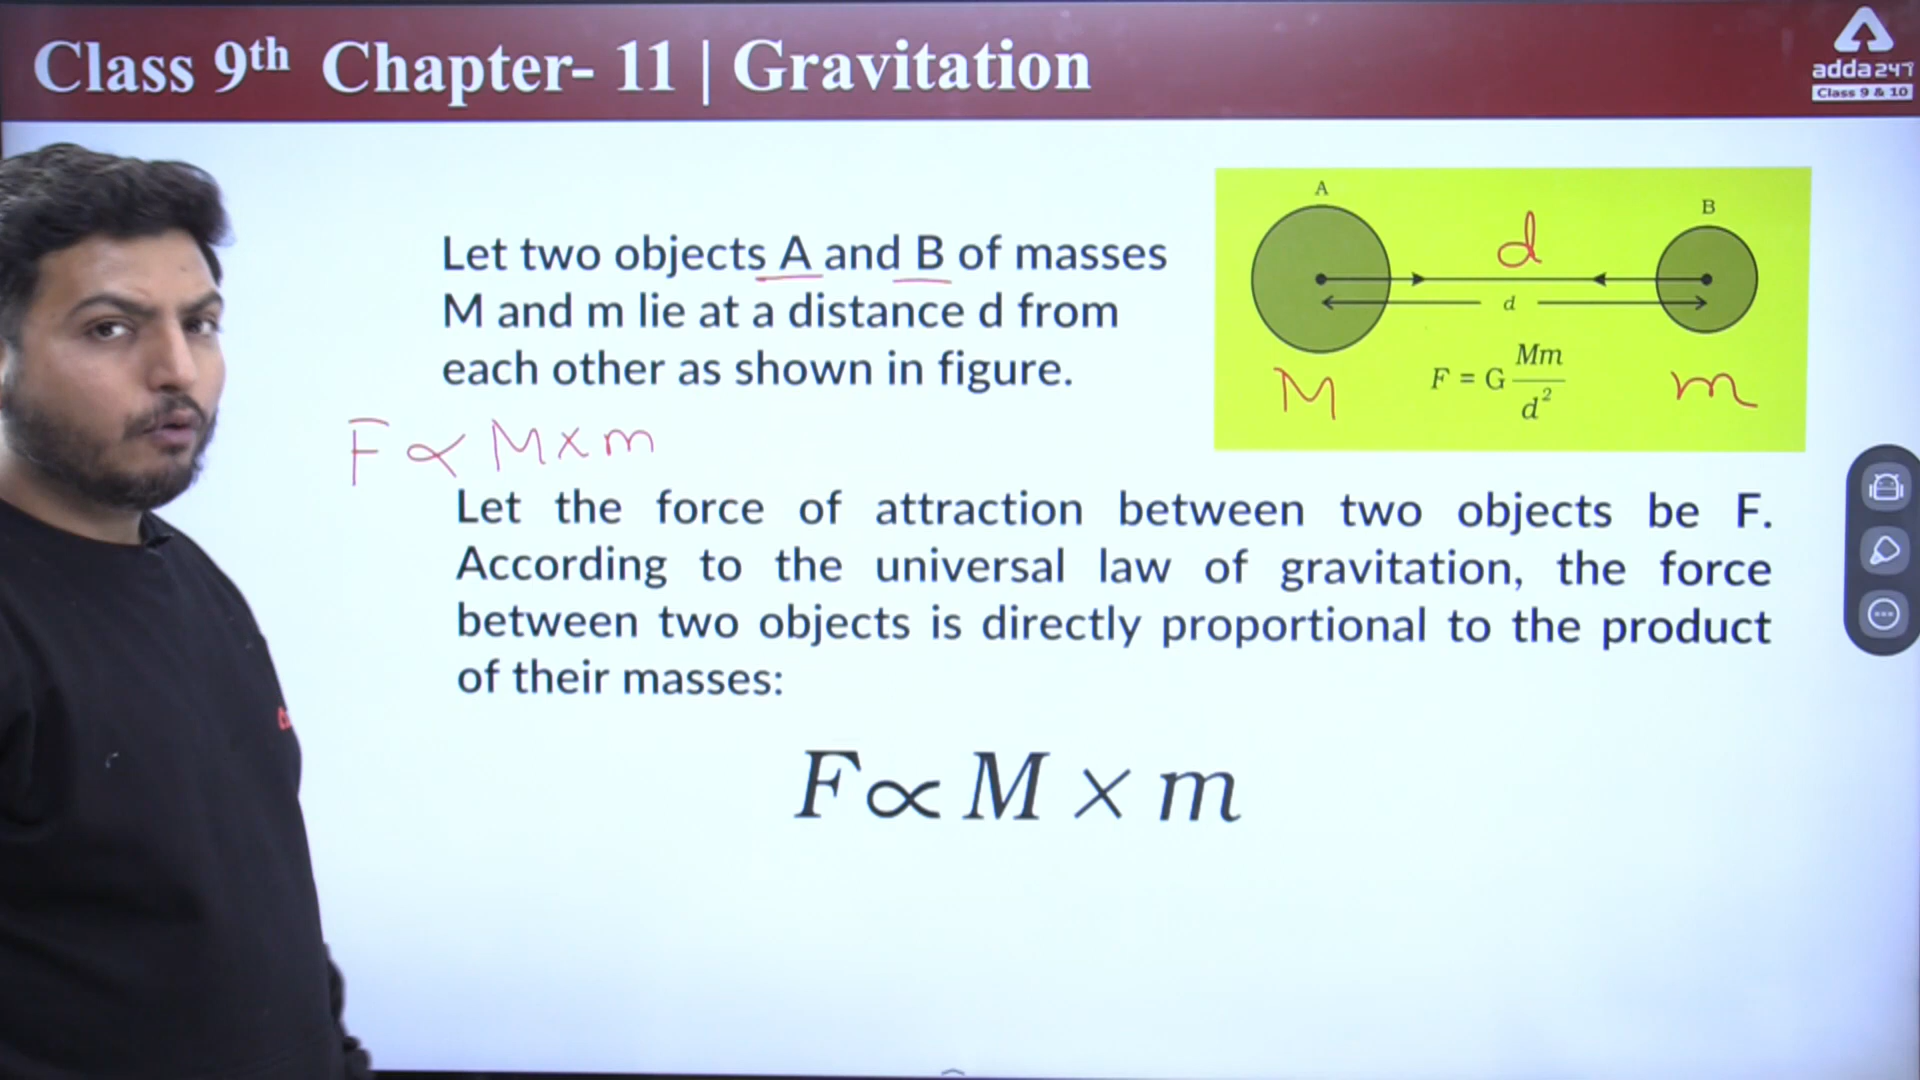 Class 9th Chapter- 11 | Gravitation
adda247
Class 9 & 10
Let two objects A and B of masses
M and m lie at a distance d from
each other as shown in figure.
A
B
d
d
F = G Mm/d²
M
m
F ∝ M × m
Let the force of attraction between two objects be F.
According to the universal law of gravitation, the force
between two objects is directly proportional to the product
of their masses:
F ∝ M × m